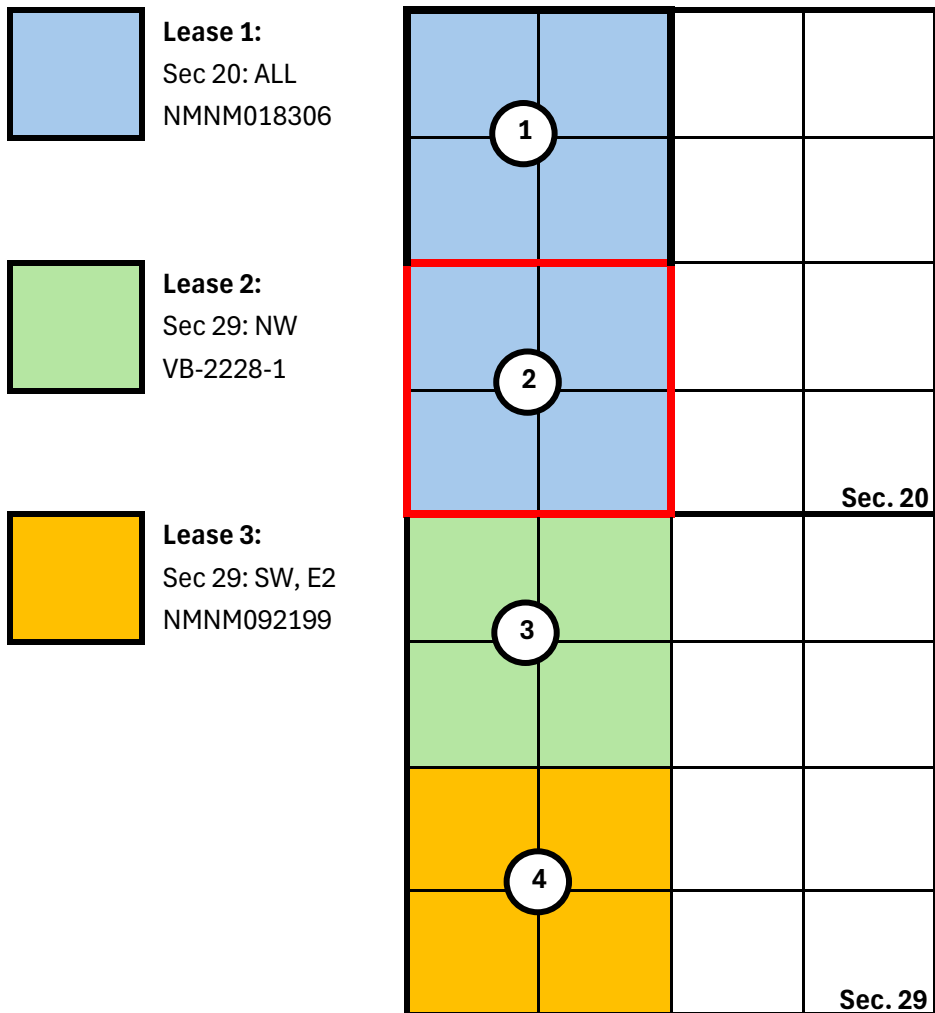 Lease 1:
Sec 20: ALL
NMNM018306
Lease 2:
Sec 29: NW
VB-2228-1
Lease 3:
Sec 29: SW, E2
NMNM092199
1
2
Sec. 20
3
4
Sec. 29